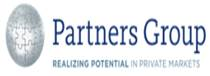 Partners Group
REALIZING POTENTIAL IN PRIVATE MARKETS